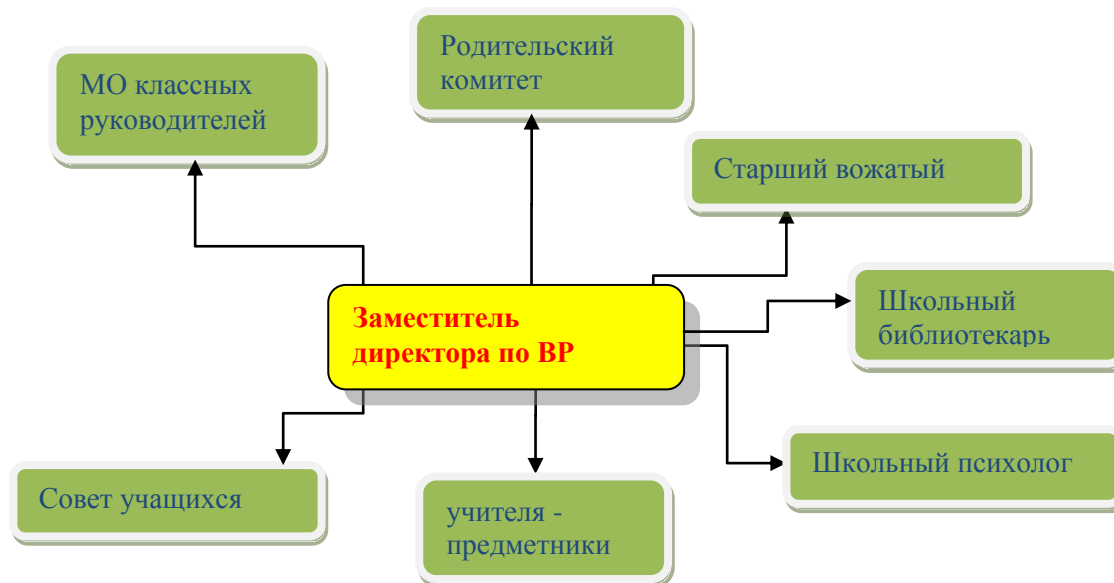 Родительский
комитет
МО классных
руководителей
Старший вожатый
Школьный
библиотекарь
Заместитель
директора по ВР
Школьный психолог
Совет учащихся
учителя -
предметники